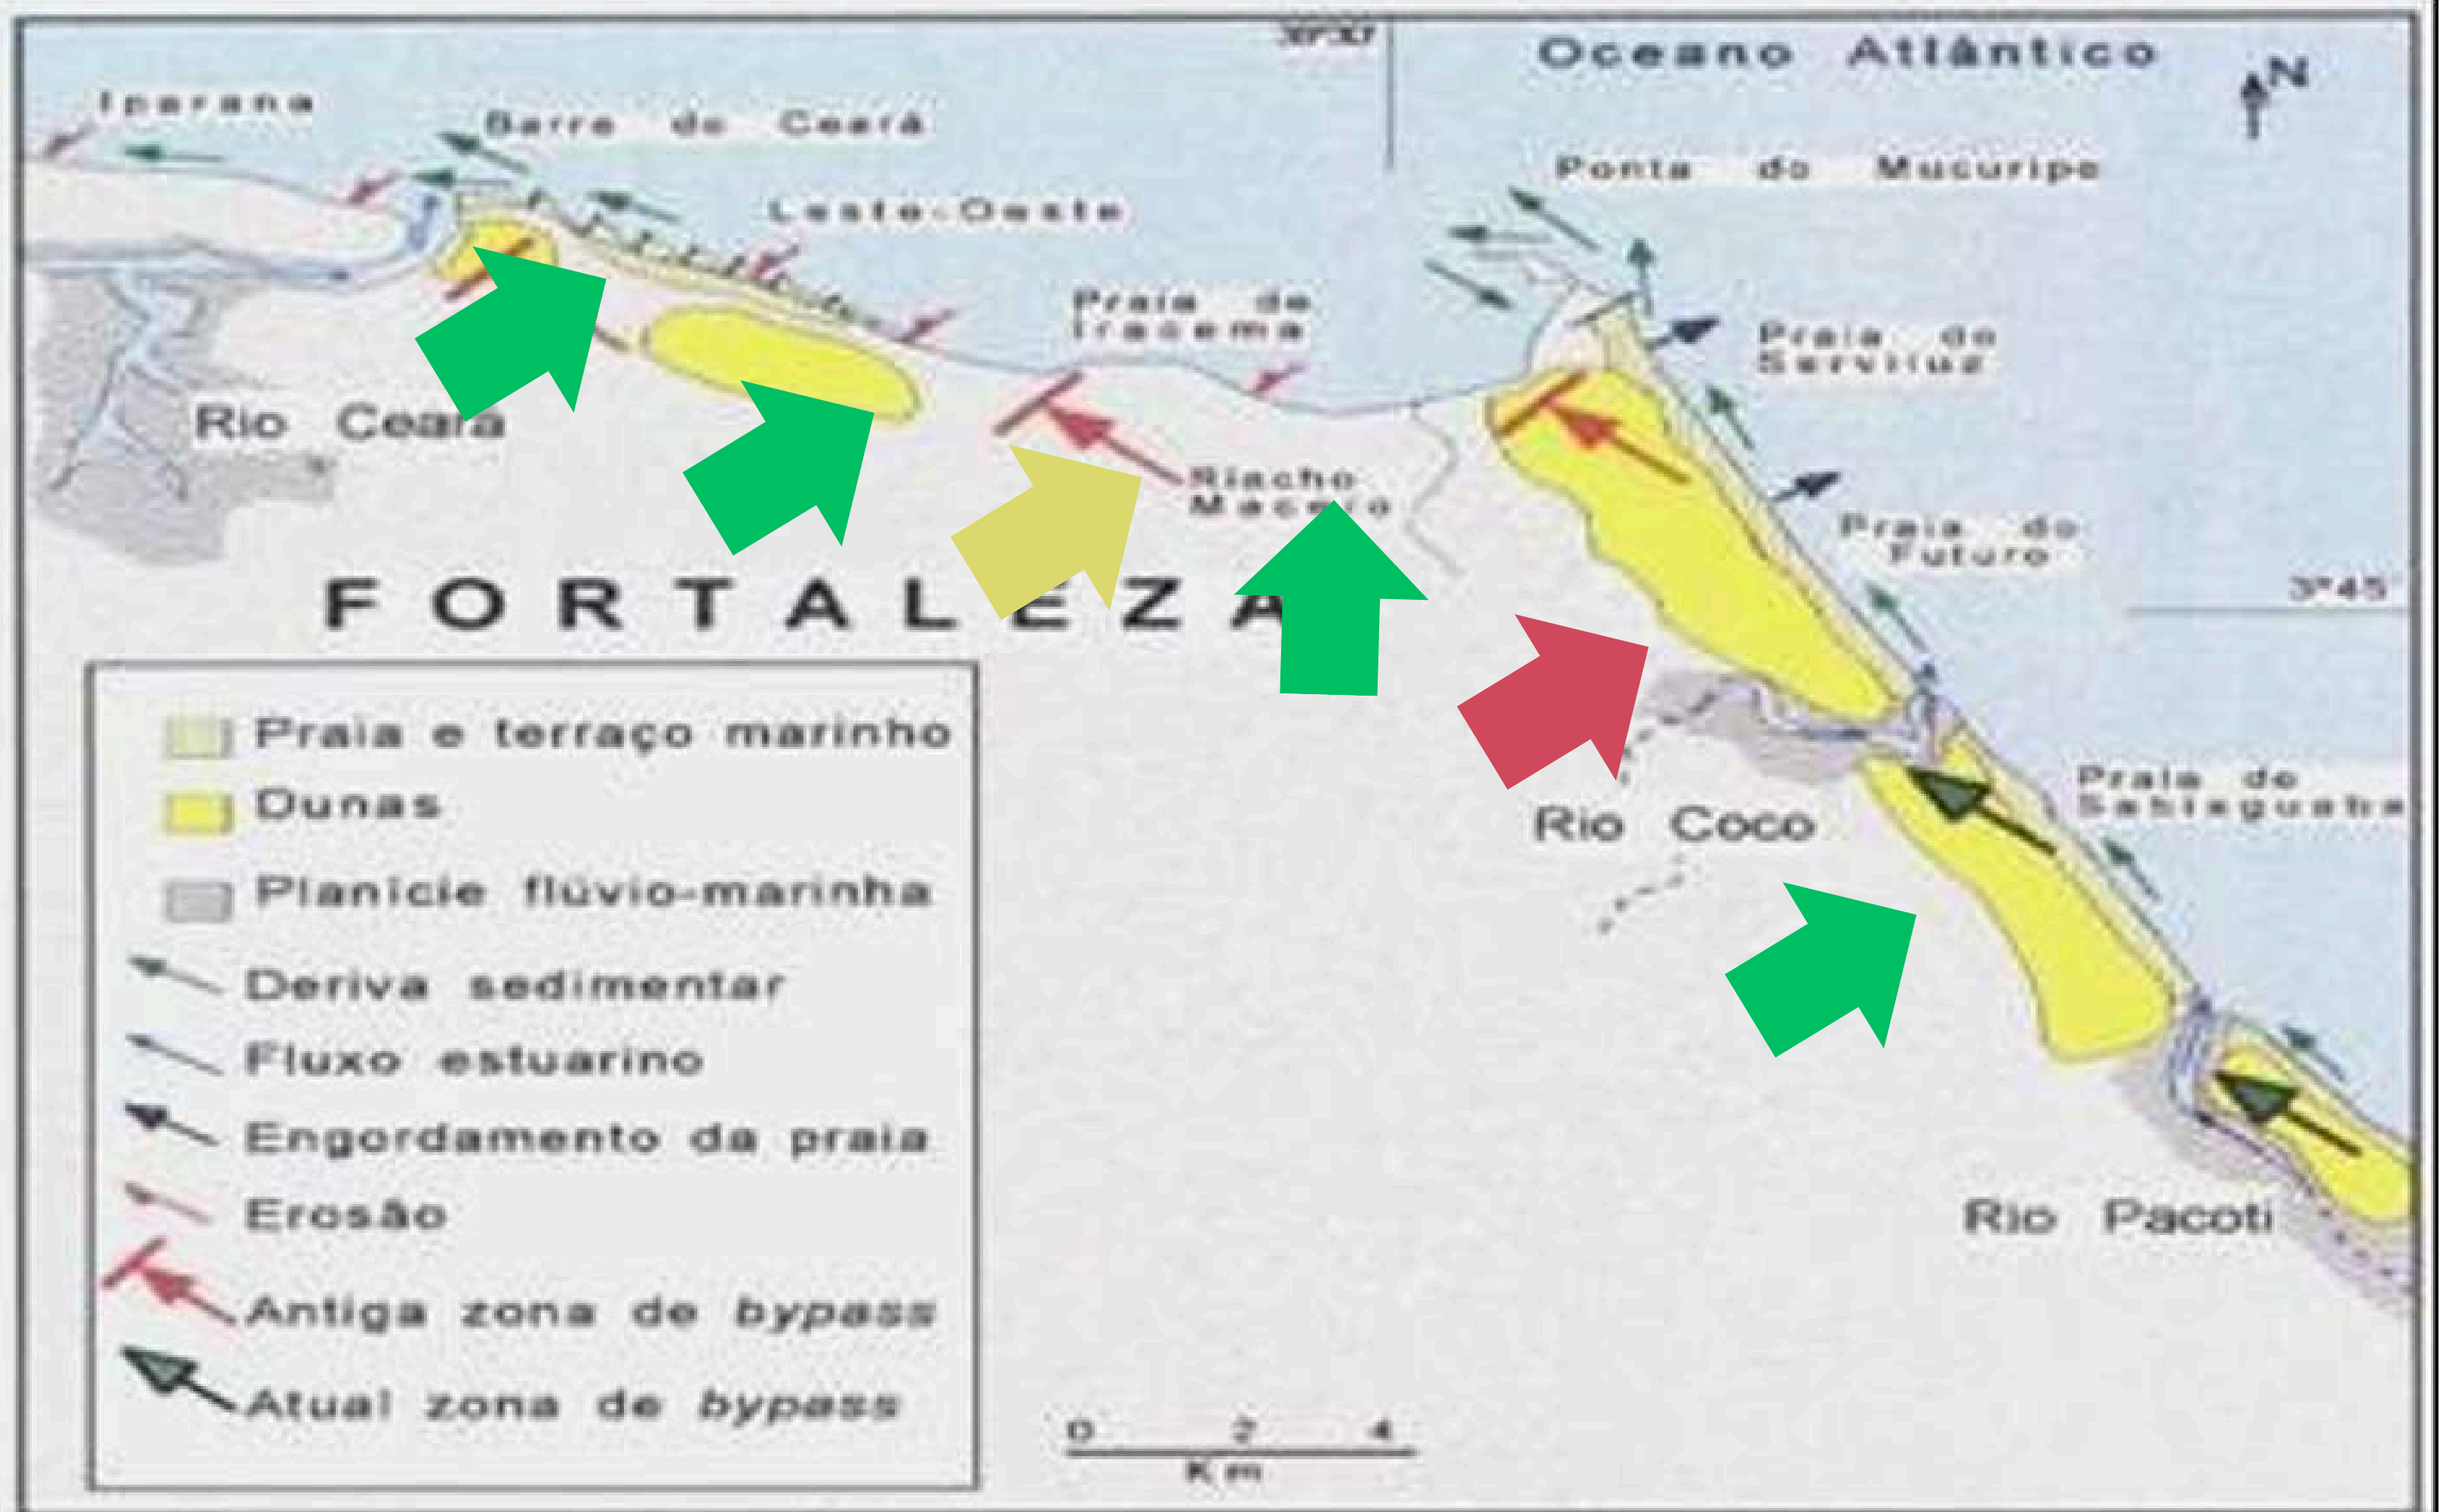 Oceano Atlântico
N
Iparana
Barra do Ceará
Ponta do Mucuripe
Leste-Oeste
Praia de
Iracema
Praia do
Serviluz
Rio Ceará
Riacho
Maceió
Praia do
Futuro
3°45'
FORTALEZA
Praia e terraço marinho
Dunas
Planície flúvio-marinha
Deriva sedimentar
Fluxo estuarino
Engordamento da praia
Erosão
Antiga zona de bypass
Atual zona de bypass
Praia de
Sabiaguaba
Rio Coco
Rio Pacoti
0 2 4
Km